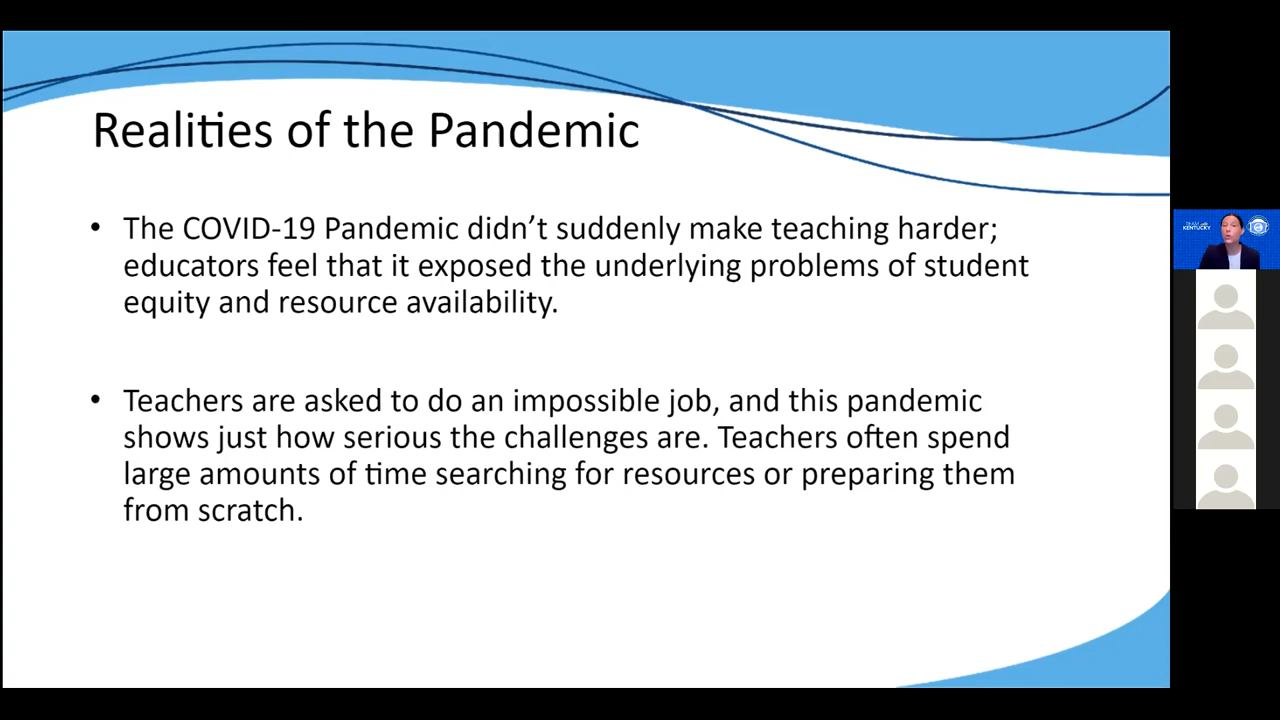 Realities of the Pandemic
• The COVID-19 Pandemic didn’t suddenly make teaching harder;
educators feel that it exposed the underlying problems of student
equity and resource availability.
• Teachers are asked to do an impossible job, and this pandemic
shows just how serious the challenges are. Teachers often spend
large amounts of time searching for resources or preparing them
from scratch.
TEAM
KENTUCKY